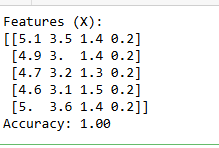 Features (X):
[[5.1 3.5 1.4 0.2]
 [4.9 3.  1.4 0.2]
 [4.7 3.2 1.3 0.2]
 [4.6 3.1 1.5 0.2]
 [5.  3.6 1.4 0.2]]
Accuracy: 1.00